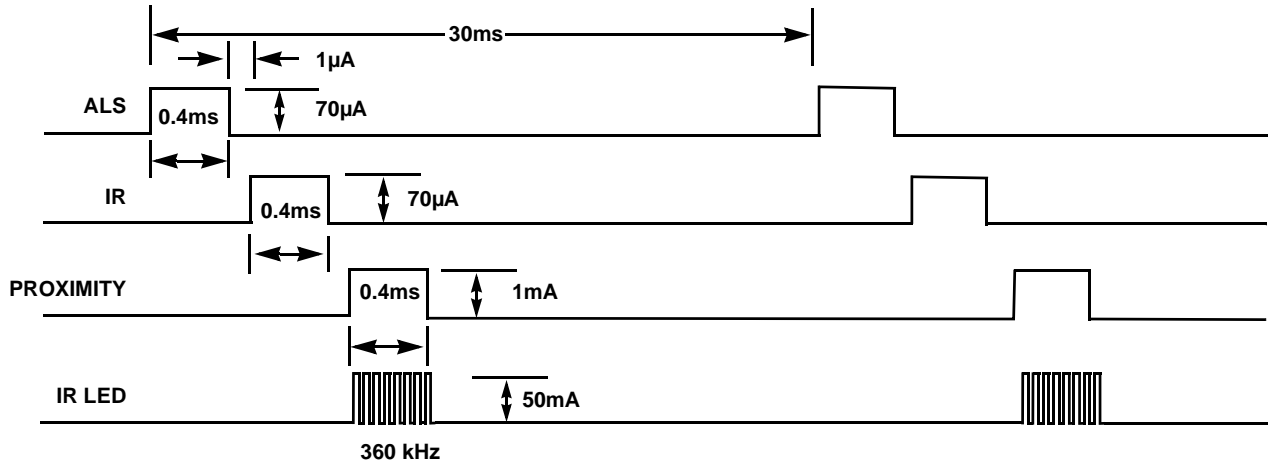 30ms
1µA
ALS
0.4ms
70µA
IR
0.4ms
70µA
PROXIMITY
0.4ms
1mA
IR LED
50mA
360 kHz